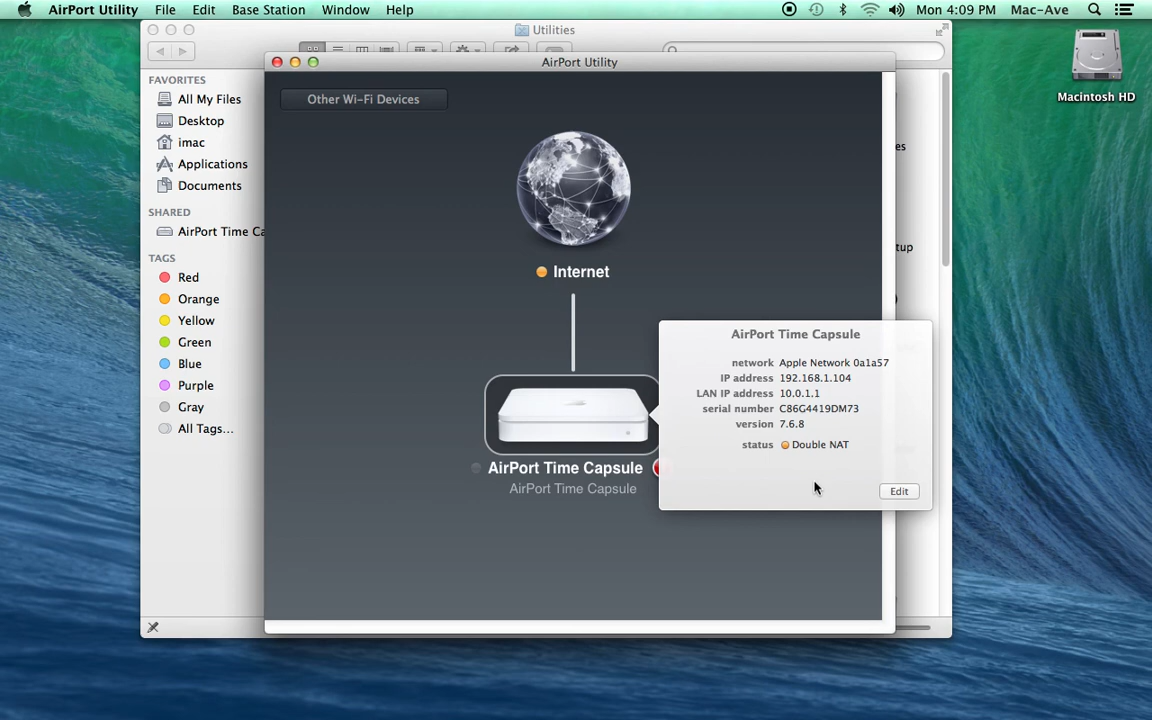 AirPort Utility File Edit Base Station Window Help Mon 4:09 PM Mac-Ave
Utilities
AirPort Utility
Macintosh HD
FAVORITES
All My Files
Desktop
imac
Applications
Documents
SHARED
AirPort Time Ca
TAGS
Red
Orange
Yellow
Green
Blue
Purple
Gray
All Tags...
Other Wi-Fi Devices
Internet
AirPort Time Capsule
AirPort Time Capsule
AirPort Time Capsule
network Apple Network 0a1a57
IP address 192.168.1.104
LAN IP address 10.0.1.1
serial number C86G4419DM73
version 7.6.8
status Double NAT
Edit
es
tup